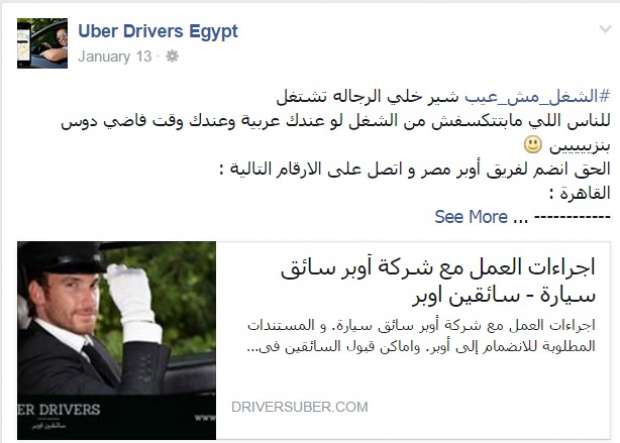 Uber Drivers Egypt
January 13 ·
#الشغل_مش_عيب شير خلي الرجاله تشتغل
للناس اللي مابتتكسفش من الشغل لو عندك عربية وعندك وقت فاضي دوس
بنزيييين
الحق انضم لفريق أوبر مصر و اتصل على الارقام التالية :
القاهرة :
------------ ... See More
اجراءات العمل مع شركة أوبر سائق
سيارة - سائقين اوبر
اجراءات العمل مع شركة أوبر سائق سيارة. و المستندات
المطلوبة للانضمام إلى أوبر. واماكن قبول السائقين في...
DRIVERSUBER.COM
ER DRIVERS
سائقين اوبر
www